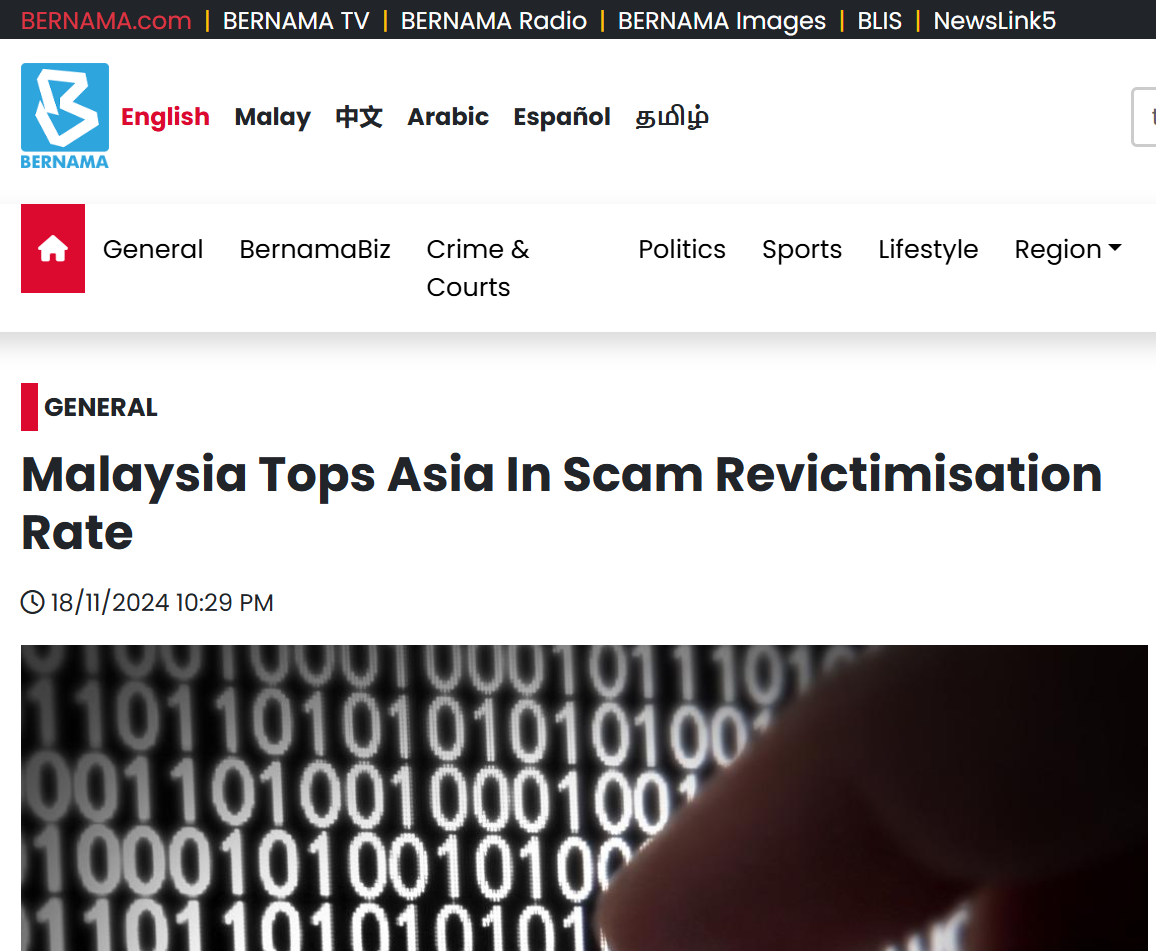 BERNAMA.com | BERNAMA TV | BERNAMA Radio | BERNAMA Images | BLIS | NewsLink5
BERNAMA
English Malay 中文 Arabic Español தமிழ்
General BernamaBiz Crime & Courts Politics Sports Lifestyle Region
GENERAL
Malaysia Tops Asia In Scam Revictimisation
Rate
18/11/2024 10:29 PM